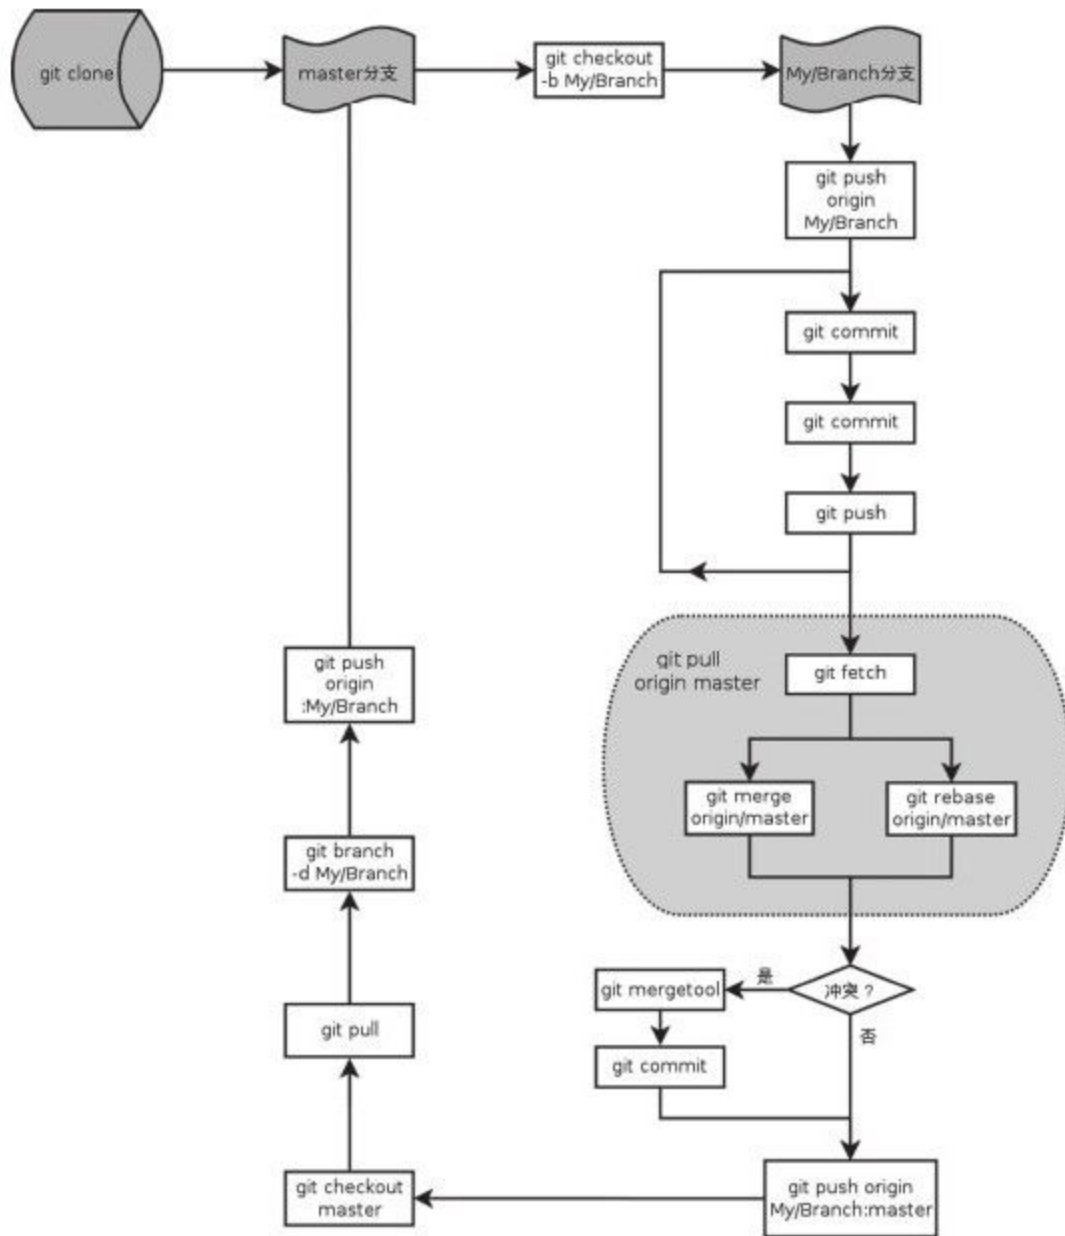 git clone
master分支
git checkout
-b My/Branch
My/Branch分支
git push
origin
My/Branch
git commit
git commit
git push
git pull
origin master
git fetch
git merge
origin/master
git rebase
origin/master
冲突？
是
否
git mergetool
git commit
git push origin
My/Branch:master
git checkout
master
git pull
git branch
-d My/Branch
git push
origin
:My/Branch